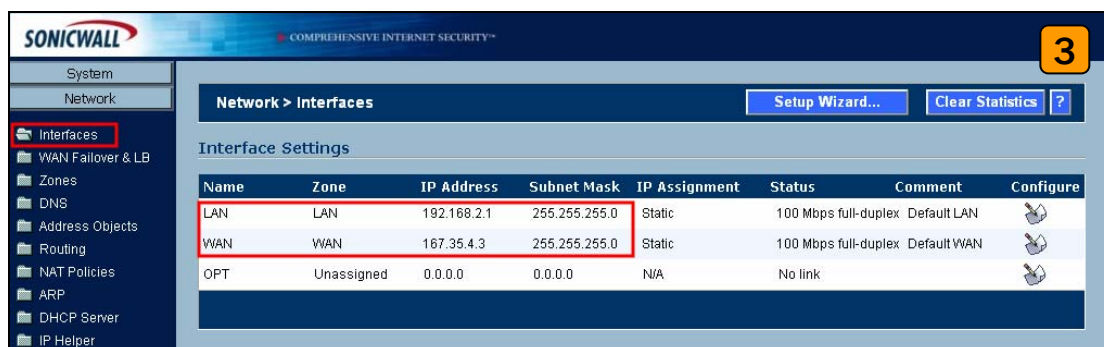 SONICWALL
COMPREHENSIVE INTERNET SECURITY™
3
System
Network
Interfaces
WAN Failover & LB
Zones
DNS
Address Objects
Routing
NAT Policies
ARP
DHCP Server
IP Helper
Network > Interfaces
Setup Wizard...
Clear Statistics
?
Interface Settings
Name Zone IP Address Subnet Mask IP Assignment Status Comment Configure
LAN LAN 192.168.2.1 255.255.255.0 Static 100 Mbps full-duplex Default LAN
WAN WAN 167.35.4.3 255.255.255.0 Static 100 Mbps full-duplex Default WAN
OPT Unassigned 0.0.0.0 0.0.0.0 N/A No link